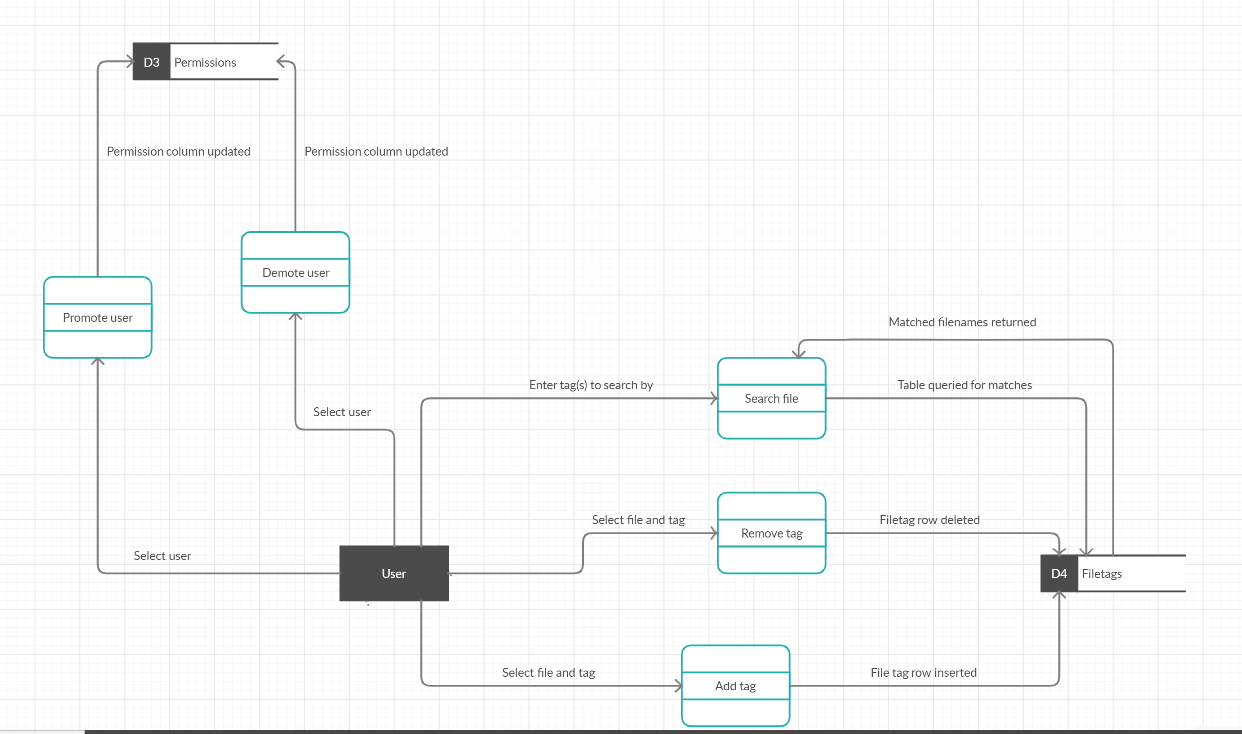 D3 Permissions
Permission column updated
Permission column updated
Demote user
Promote user
Matched filenames returned
Enter tag(s) to search by
Table queried for matches
Search file
Select user
Select file and tag
Filetag row deleted
Remove tag
Select user
User
D4 Filetags
Select file and tag
File tag row inserted
Add tag